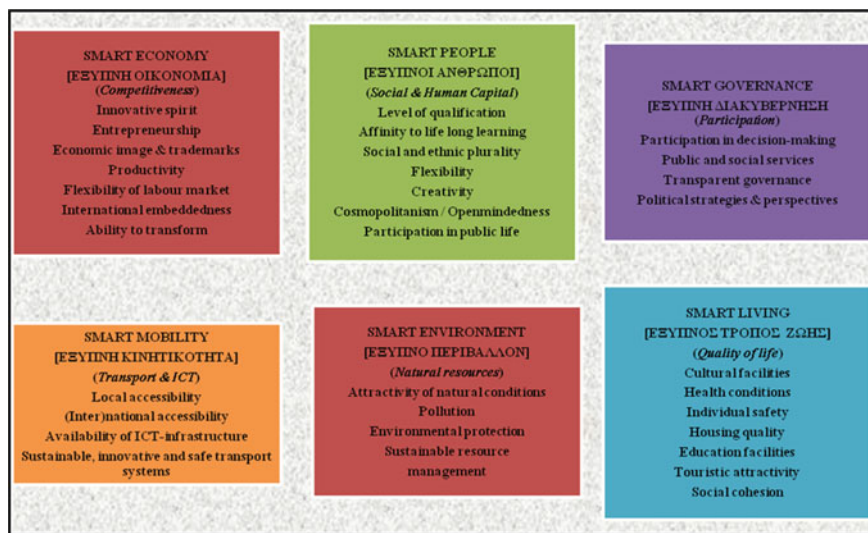 SMART ECONOMY
[ΕΞΥΠΝΗ ΟΙΚΟΝΟΜΙΑ]
(Competitiveness)
Innovative spirit
Entrepreneurship
Economic image & trademarks
Productivity
Flexibility of labour market
International embeddedness
Ability to transform
SMART PEOPLE
[ΕΞΥΠΝΟΙ ΑΝΘΡΩΠΟΙ]
(Social & Human Capital)
Level of qualification
Affinity to life long learning
Social and ethnic plurality
Flexibility
Creativity
Cosmopolitanism / Openmindedness
Participation in public life
SMART GOVERNANCE
[ΕΞΥΠΝΗ ΔΙΑΚΥΒΕΡΝΗΣΗ
(Participation)
Participation in decision-making
Public and social services
Transparent governance
Political strategies & perspectives
SMART MOBILITY
[ΕΞΥΠΝΗ ΚΙΝΗΤΙΚΟΤΗΤΑ]
(Transport & ICT)
Local accessibility
(Inter)national accessibility
Availability of ICT-infrastructure
Sustainable, innovative and safe transport
systems
SMART ENVIRONMENT
[ΕΞΥΠΝΟ ΠΕΡΙΒΑΛΛΟΝ]
(Natural resources)
Attractivity of natural conditions
Pollution
Environmental protection
Sustainable resource
management
SMART LIVING
[ΕΞΥΠΝΟΣ ΤΡΟΠΟΣ ΖΩΗΣ]
(Quality of life)
Cultural facilities
Health conditions
Individual safety
Housing quality
Education facilities
Touristic attractivity
Social cohesion